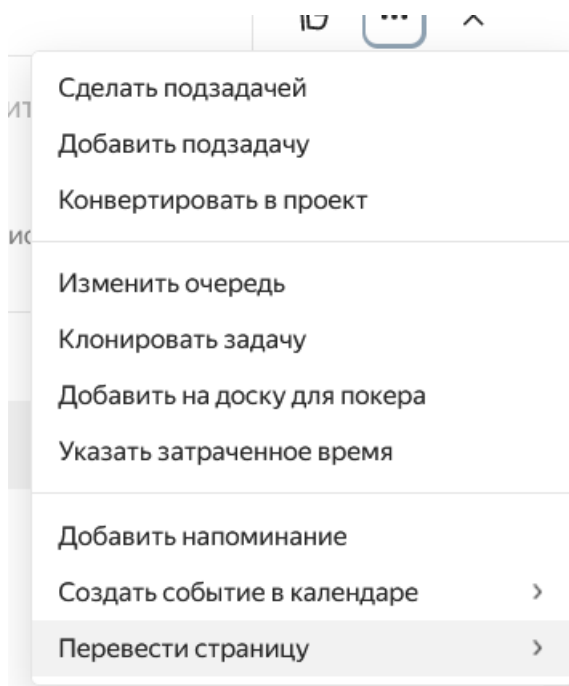 Сделать подзадачей
Добавить подзадачу
Конвертировать в проект
Изменить очередь
Клонировать задачу
Добавить на доску для покера
Указать затраченное время
Добавить напоминание
Создать событие в календаре
Перевести страницу